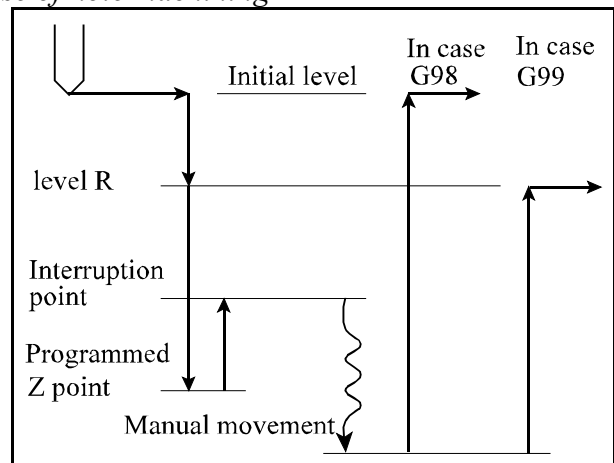 In case
G98
In case
G99
Initial level
level R
Interruption
point
Programmed
Z point
Manual movement